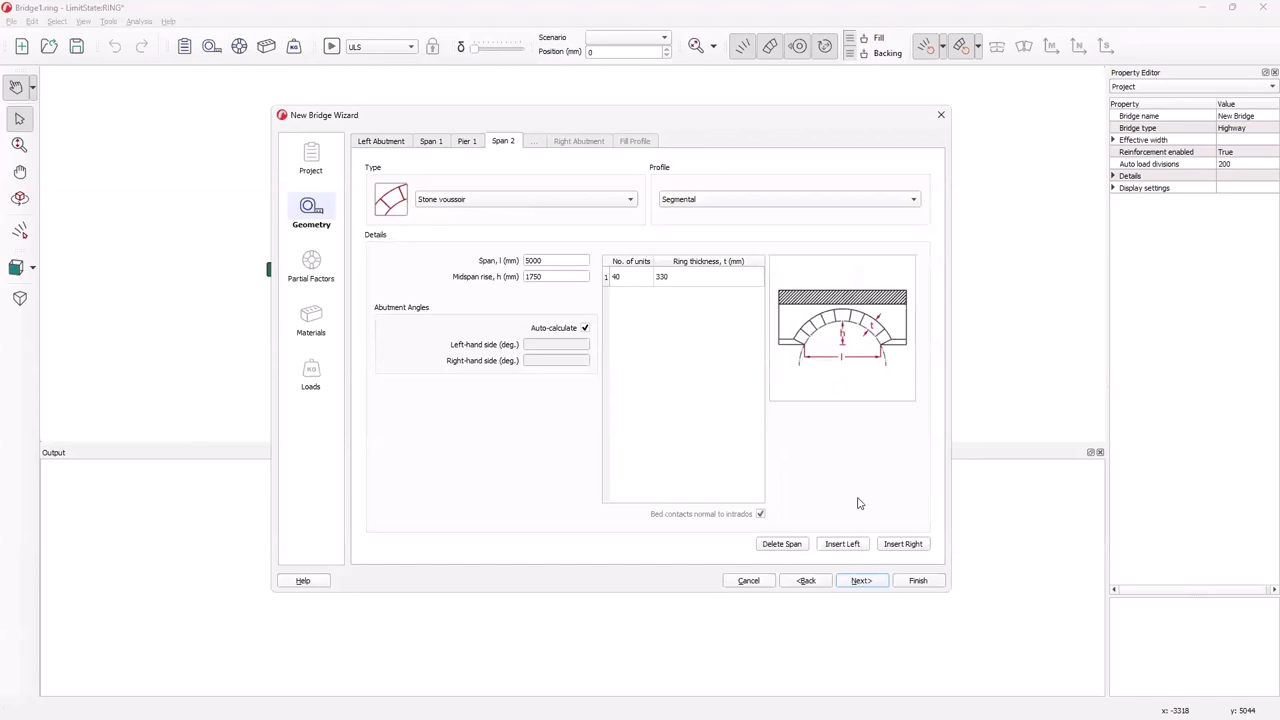 Bridge1.ring - LimitState:RING*
File Edit Select View Tools Analysis Help
ULS
δ
Scenario
Position (mm) 0
Fill
Backing
M N S
Property Editor
Project
Property Value
Bridge name New Bridge
Bridge type Highway
Effective width
Reinforcement enabled True
Auto load divisions 200
Details
Display settings
New Bridge Wizard
Project
Geometry
Partial Factors
Materials
KG
Loads
Left Abutment Span 1 Pier 1 Span 2 ... Right Abutment Fill Profile
Type
Stone voussoir
Profile
Segmental
Details
Span, l (mm) 5000
Midspan rise, h (mm) 1750
Abutment Angles
Auto-calculate
Left-hand side (deg.)
Right-hand side (deg.)
No. of units Ring thickness, t (mm)
1 40 330
t
h
l
Bed contacts normal to intrados
Delete Span Insert Left Insert Right
Help Cancel <Back Next> Finish
Output
x: -3318 y: 5044